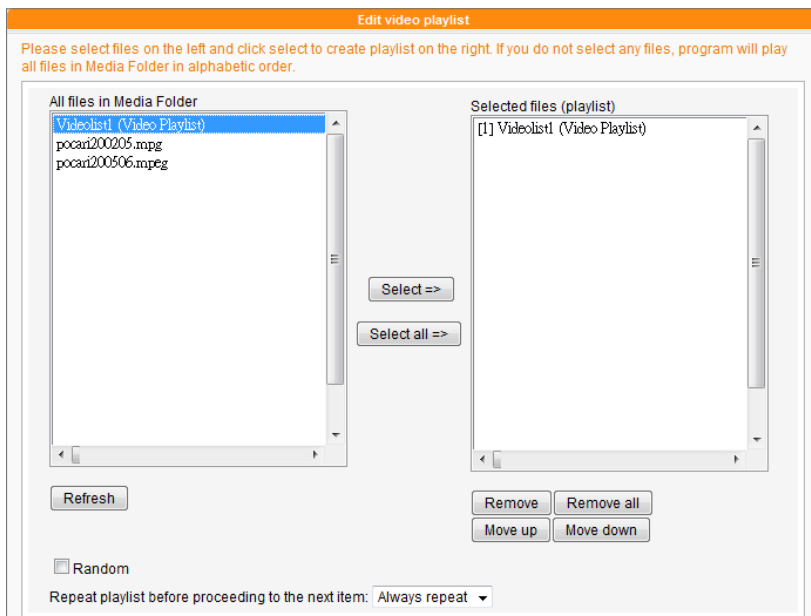 Edit video playlist
Please select files on the left and click select to create playlist on the right. If you do not select any files, program will play
all files in Media Folder in alphabetic order.
All files in Media Folder
Videolist1 (Video Playlist)
pocari200205.mpg
pocari200506.mpeg
Select =>
Select all =>
Selected files (playlist)
[1] Videolist1 (Video Playlist)
Refresh
Remove
Remove all
Move up
Move down
Random
Repeat playlist before proceeding to the next item: Always repeat